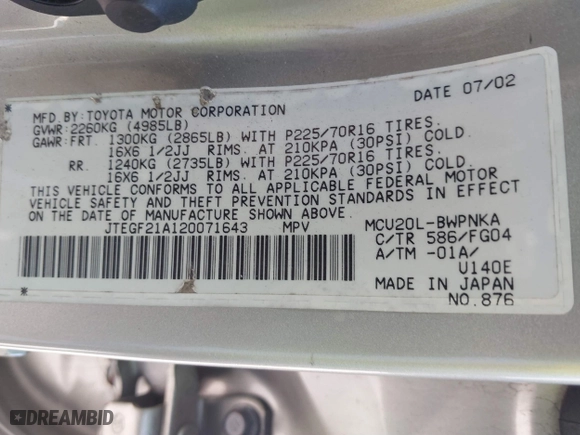 DATE 07/02
MFD.BY:TOYOTA MOTOR CORPORATION
GVWR:2260KG (4985LB)
GAWR:FRT. 1300KG (2865LB) WITH P225/70R16 TIRES.
16X6 1/2JJ RIMS. AT 210KPA (30PSI) COLD.
RR. 1240KG (2735LB) WITH P225/70R16 TIRES.
16X6 1/2JJ RIMS. AT 210KPA (30PSI) COLD.
THIS VEHICLE CONFORMS TO ALL APPLICABLE FEDERAL MOTOR
VEHICLE SAFETY AND THEFT PREVENTION STANDARDS IN EFFECT
ON THE DATE OF MANUFACTURE SHOWN ABOVE.
JTEGF21A120071643 MPV MCU20L-BWPNKA
C/TR 586/FG04
A/TM -01A/
U140E
MADE IN JAPAN
NO.876
DREAMBID